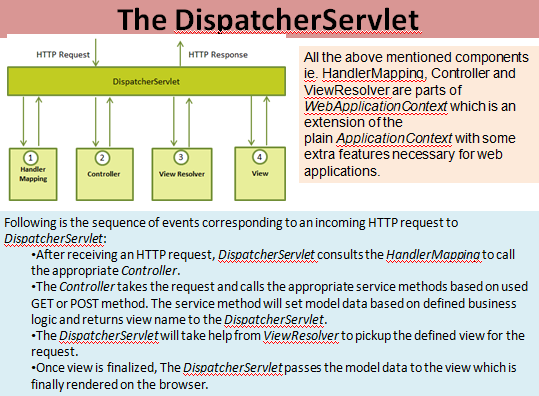 The DispatcherServlet
HTTP Request
HTTP Response
DispatcherServlet
1
Handler
Mapping
2
Controller
3
View Resolver
4
View
All the above mentioned components
ie. HandlerMapping, Controller and
ViewResolver are parts of
WebApplicationContext which is an
extension of the
plain ApplicationContext with some
extra features necessary for web
applications.
Following is the sequence of events corresponding to an incoming HTTP request to
DispatcherServlet:
•After receiving an HTTP request, DispatcherServlet consults the HandlerMapping to call
the appropriate Controller.
•The Controller takes the request and calls the appropriate service methods based on used
GET or POST method. The service method will set model data based on defined business
logic and returns view name to the DispatcherServlet.
•The DispatcherServlet will take help from ViewResolver to pickup the defined view for the
request.
•Once view is finalized, The DispatcherServlet passes the model data to the view which is
finally rendered on the browser.